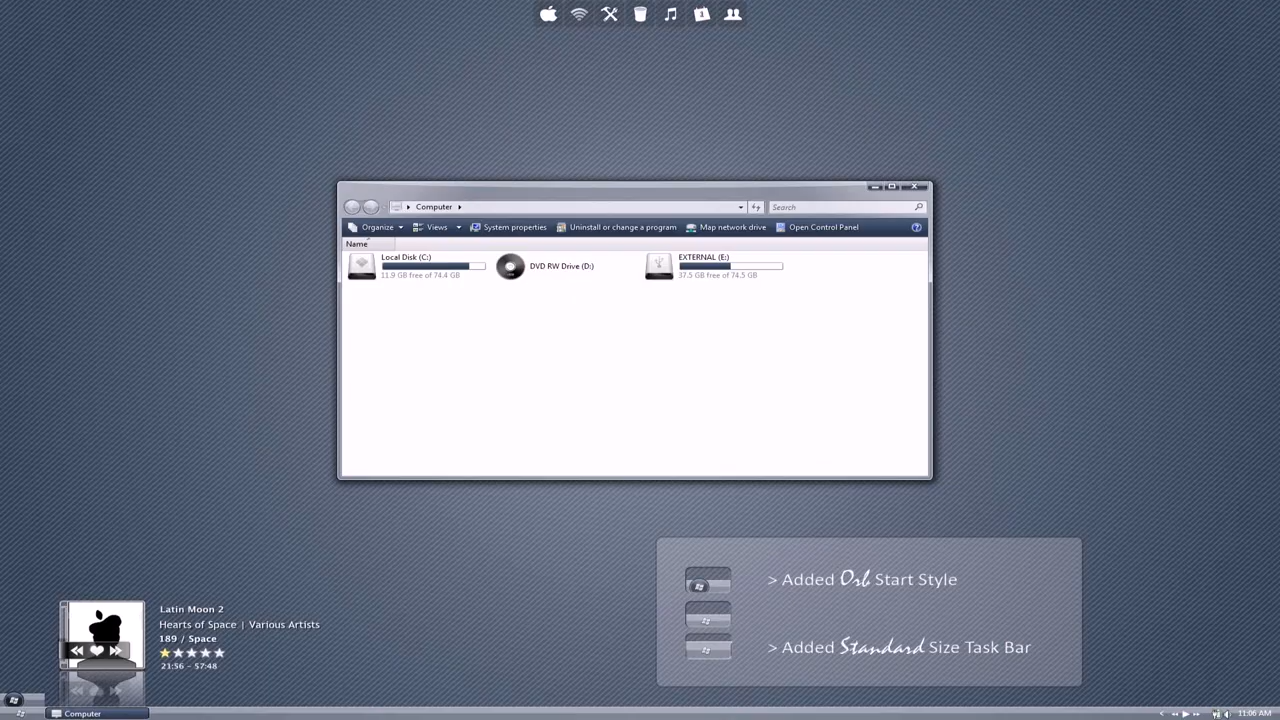 1
Computer
Search
Organize
Views
System properties
Uninstall or change a program
Map network drive
Open Control Panel
?
Name
Local Disk (C:)
11.9 GB free of 74.4 GB
DVD RW Drive (D:)
EXTERNAL (E:)
37.5 GB free of 74.5 GB
> Added Orb Start Style
> Added Standard Size Task Bar
Latin Moon 2
Hearts of Space | Various Artists
189 / Space
21:56 - 57:48
Computer
11:06 AM